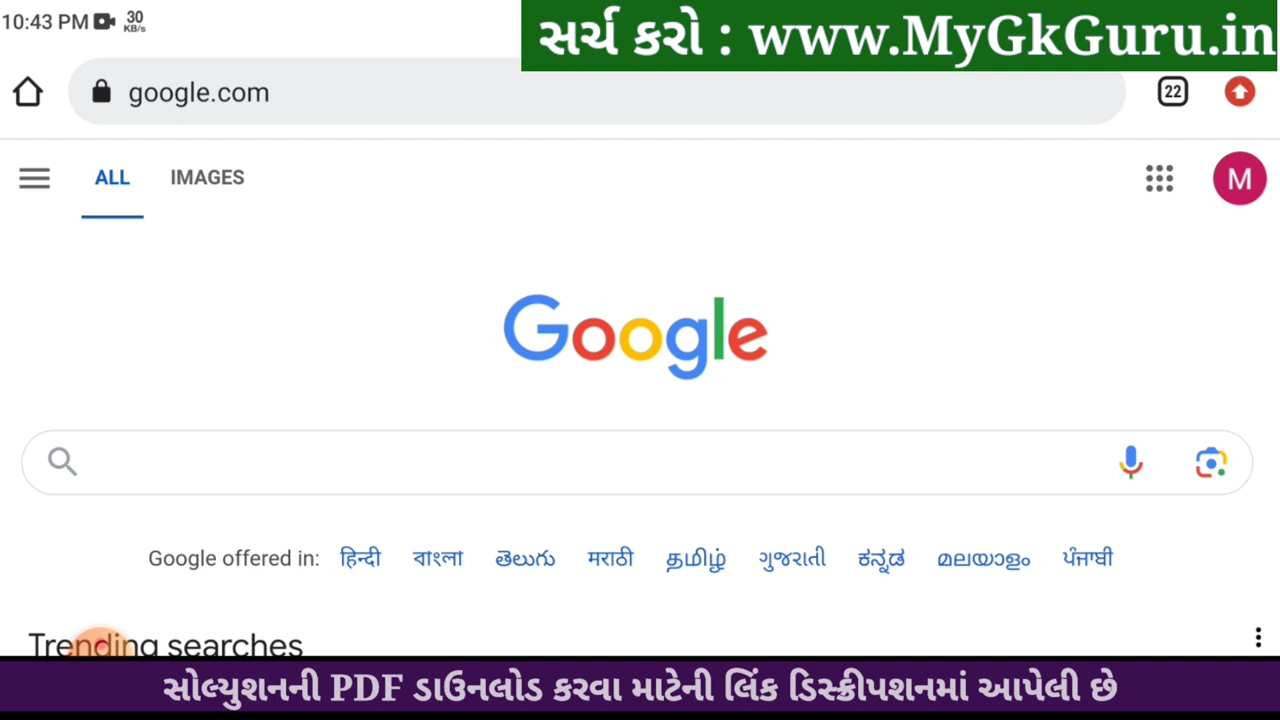 10:43 PM 30 KB/s
સર્ચ કરો : www.MyGkGuru.in
google.com 22
ALL IMAGES M
Google
Google offered in: हिन्दी বাংলা తెలుగు मराठी தமிழ் ગુજરાતી ಕನ್ನಡ മലയാളം ਪੰਜਾਬੀ
Trending searches
સોલ્યુશનની PDF ડાઉનલોડ કરવા માટેની લિંક ડિસ્ક્રીપશનમાં આપેલી છે